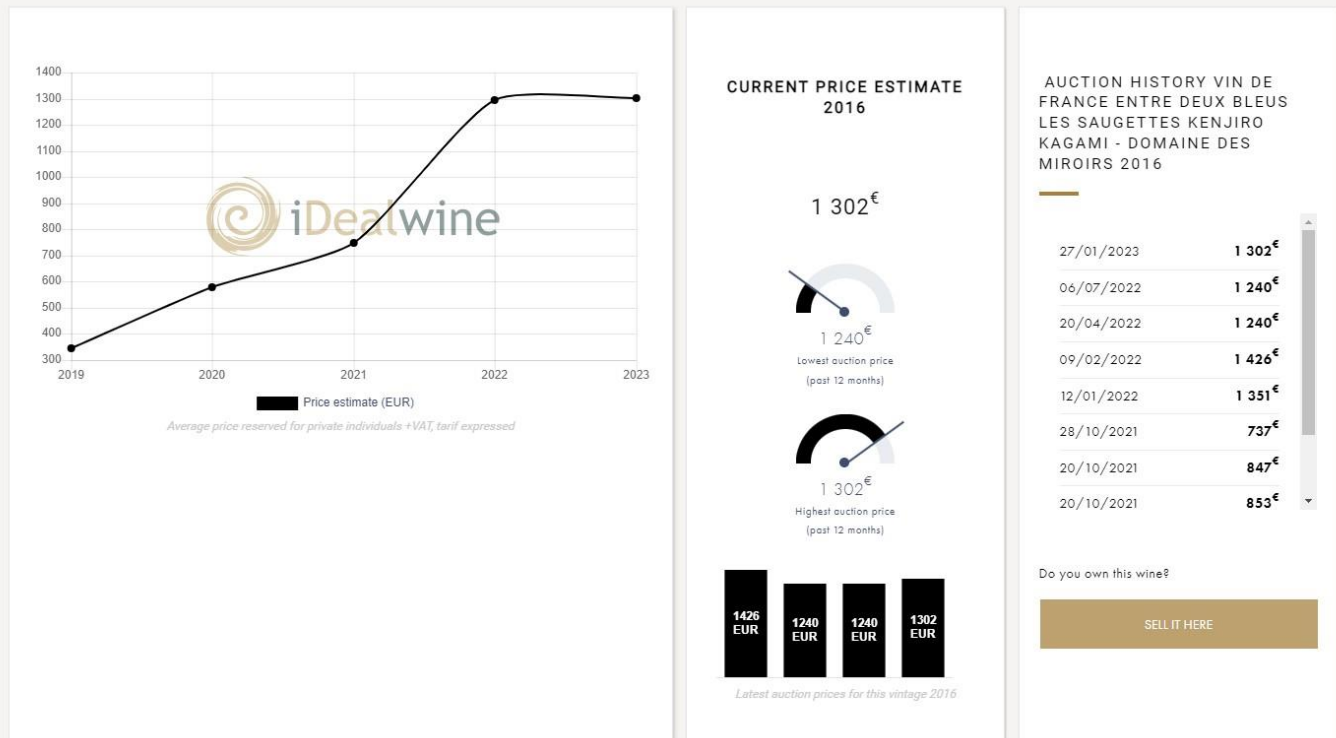 1400
1300
1200
1100
1000
900
800
700
600
500
400
300
2019 2020 2021 2022 2023
iDealwine
Price estimate (EUR)
Average price reserved for private individuals +VAT, tarif expressed
CURRENT PRICE ESTIMATE
2016
1 302€
1 240€
Lowest auction price
(past 12 months)
1 302€
Highest auction price
(past 12 months)
1426 EUR
1240 EUR
1240 EUR
1302 EUR
Latest auction prices for this vintage 2016
AUCTION HISTORY VIN DE
FRANCE ENTRE DEUX BLEUS
LES SAUGETTES KENJIRO
KAGAMI - DOMAINE DES
MIROIRS 2016
27/01/2023 1 302€
06/07/2022 1 240€
20/04/2022 1 240€
09/02/2022 1 426€
12/01/2022 1 351€
28/10/2021 737€
20/10/2021 847€
20/10/2021 853€
Do you own this wine?
SELL IT HERE